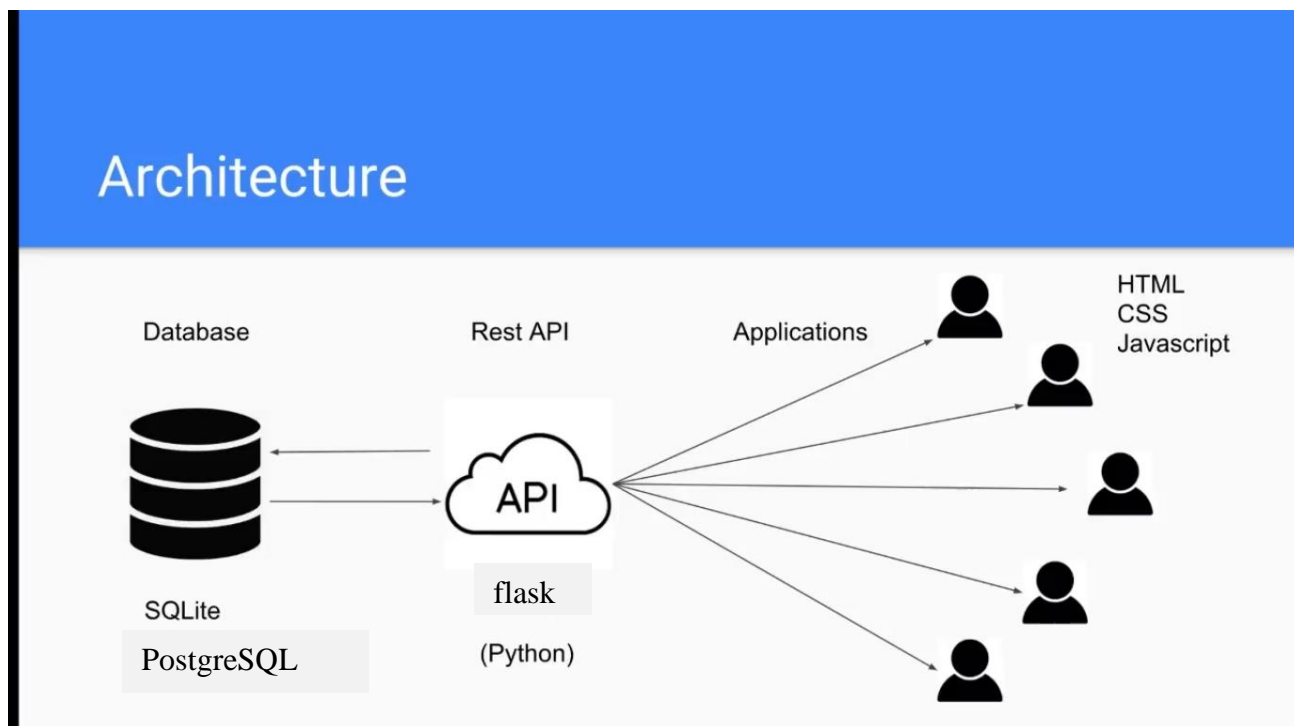 Architecture
Database
Rest API
Applications
HTML
CSS
Javascript
API
SQLite
PostgreSQL
flask
(Python)